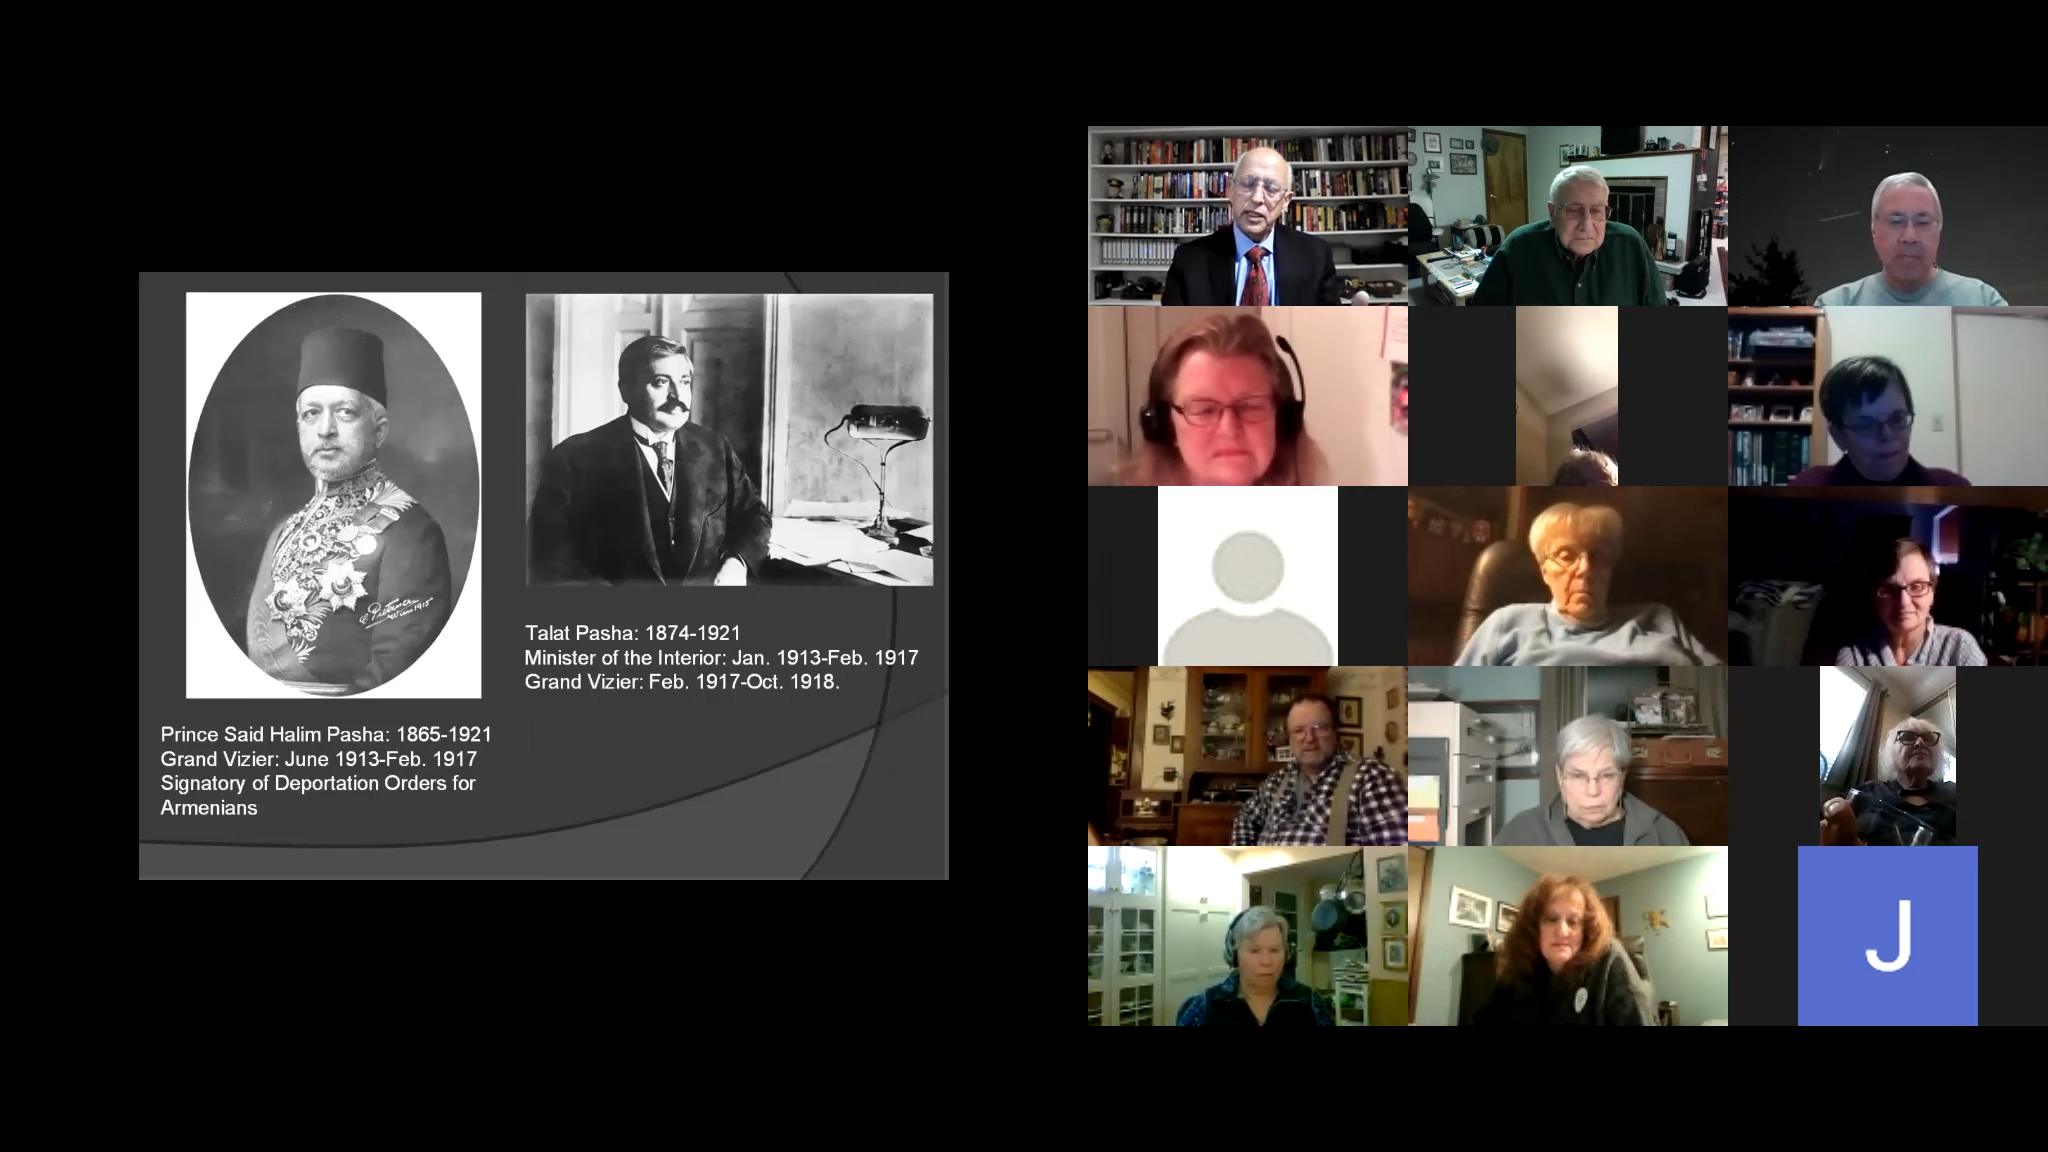 Talat Pasha: 1874-1921
Minister of the Interior: Jan. 1913-Feb. 1917
Grand Vizier: Feb. 1917-Oct. 1918.
Prince Said Halim Pasha: 1865-1921
Grand Vizier: June 1913-Feb. 1917
Signatory of Deportation Orders for
Armenians
J